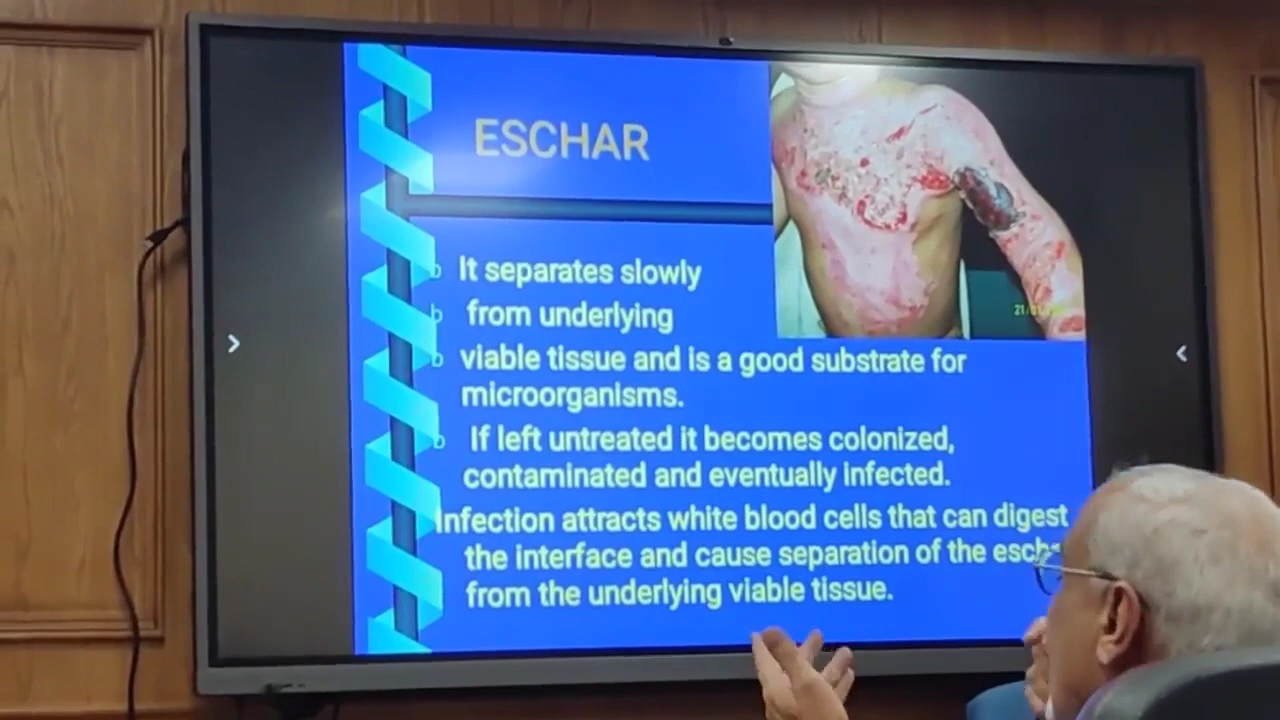 ESCHAR
It separates slowly
from underlying
viable tissue and is a good substrate for
microorganisms.
If left untreated it becomes colonized,
contaminated and eventually infected.
Infection attracts white blood cells that can digest
the interface and cause separation of the
from the underlying viable tissue.